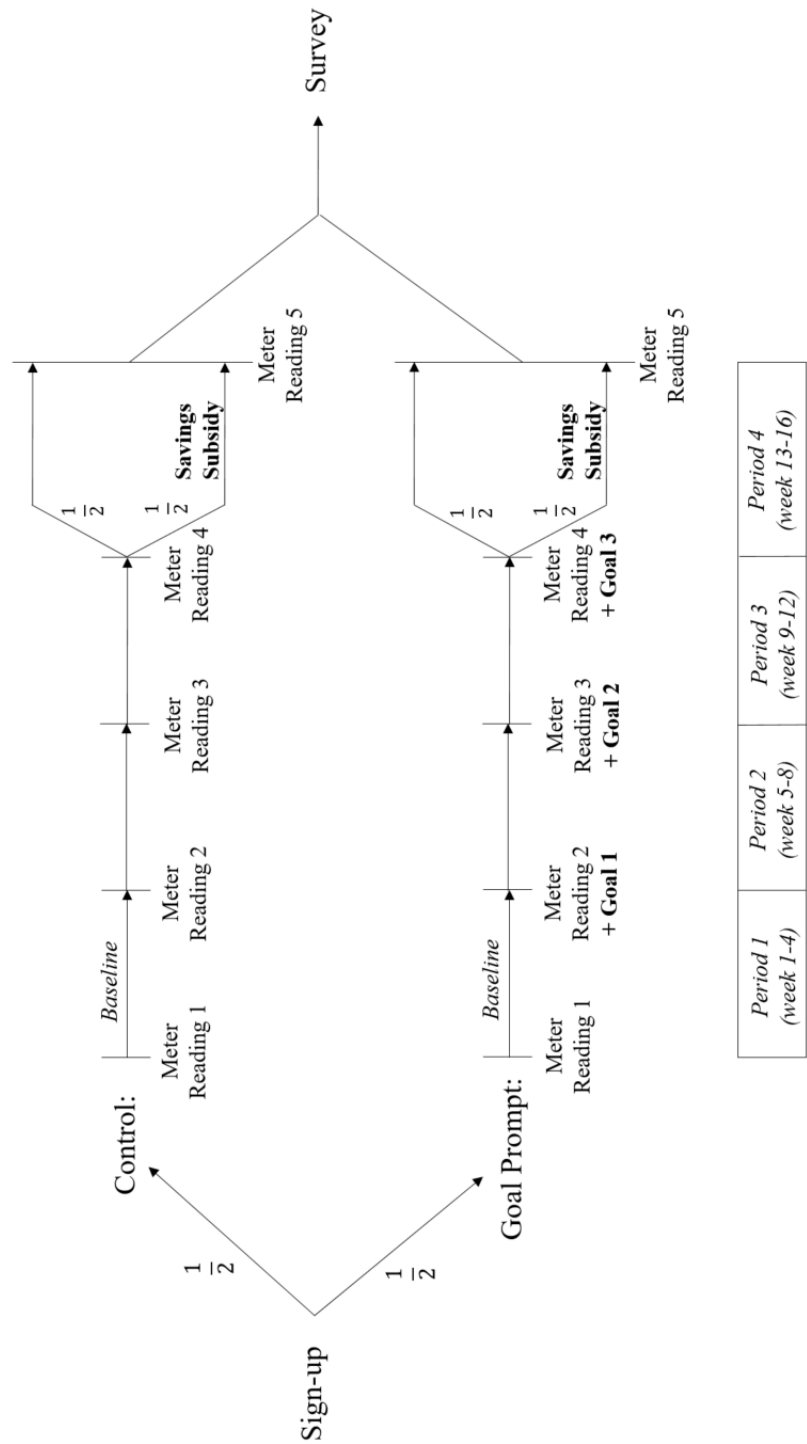 Sign-up
1
2
1
2
Control:
Baseline
Meter
Reading 1
Meter
Reading 2
Meter
Reading 3
Meter
Reading 4
1
2
1
2
Savings
Subsidy
Meter
Reading 5
Goal Prompt:
Baseline
Meter
Reading 1
Meter
Reading 2
+ Goal 1
Meter
Reading 3
+ Goal 2
Meter
Reading 4
+ Goal 3
1
2
1
2
Savings
Subsidy
Meter
Reading 5
Survey
Period 1
(week 1-4)
Period 2
(week 5-8)
Period 3
(week 9-12)
Period 4
(week 13-16)